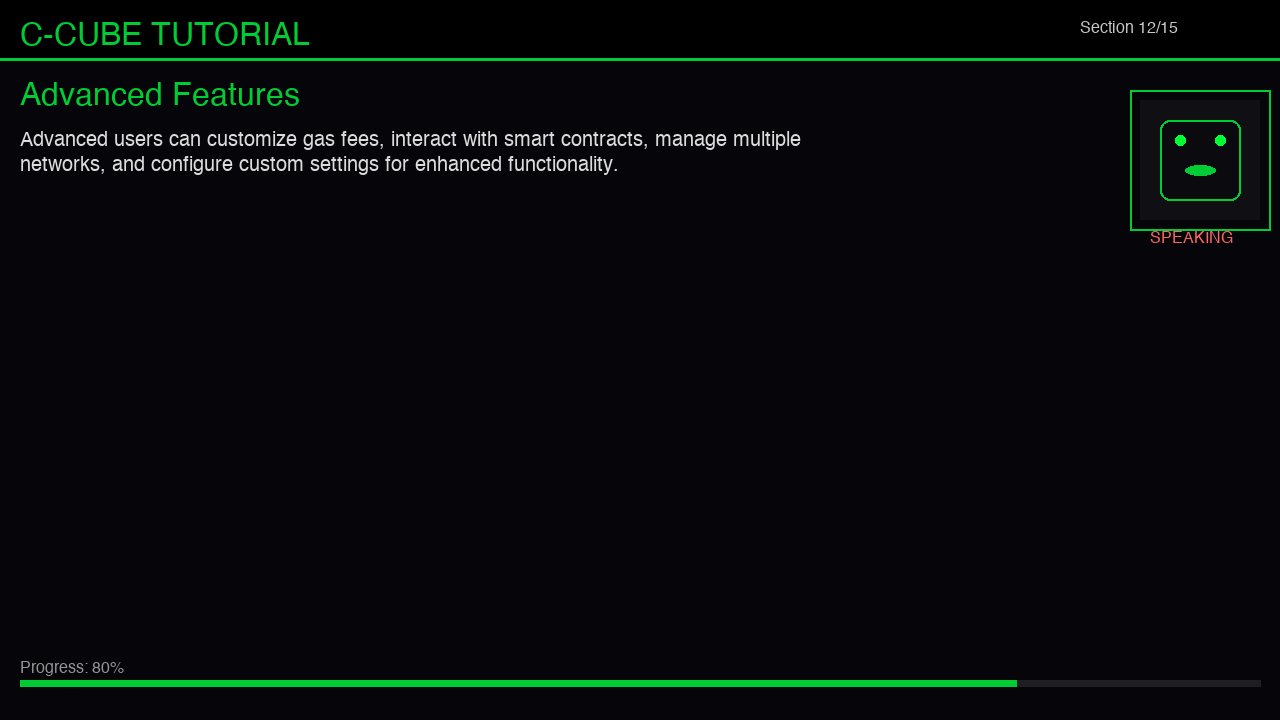 C-CUBE TUTORIAL
Section 12/15
Advanced Features
Advanced users can customize gas fees, interact with smart contracts, manage multiple
networks, and configure custom settings for enhanced functionality.
SPEAKING
Progress: 80%